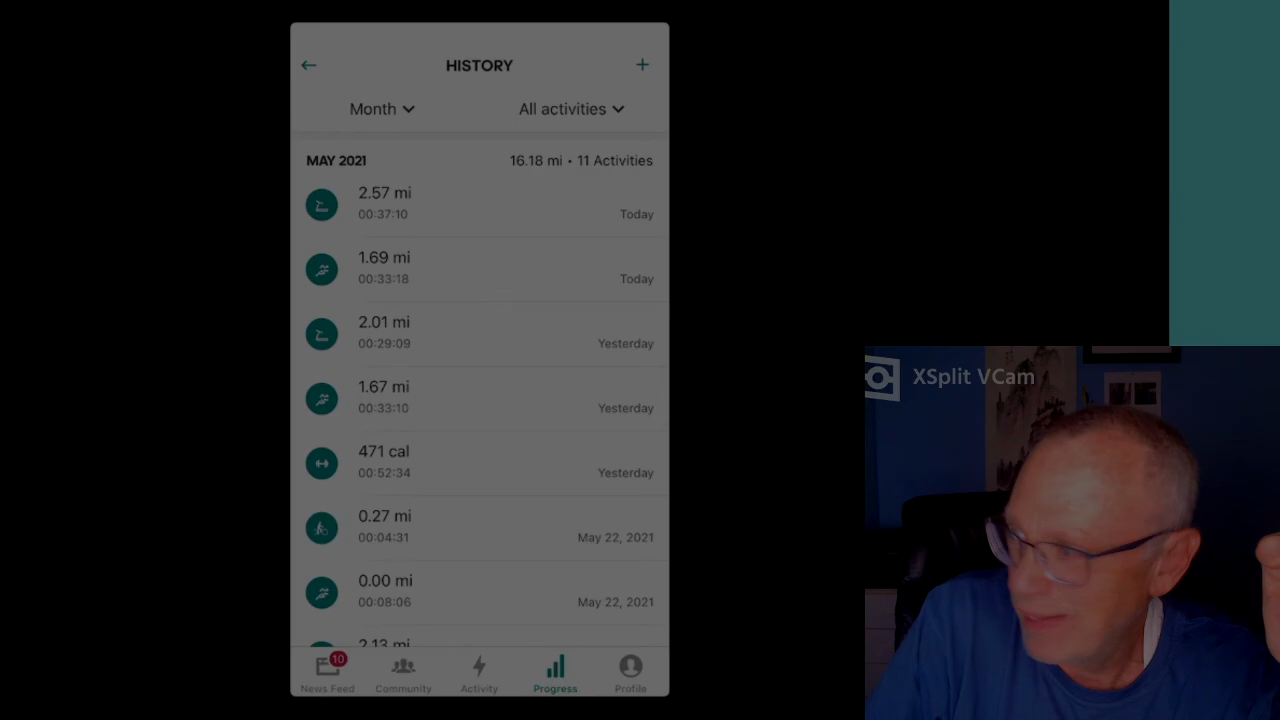 HISTORY
Month
All activities
MAY 2021
16.18 mi • 11 Activities
2.57 mi
00:37:10
Today
1.69 mi
00:33:18
Today
2.01 mi
00:29:09
Yesterday
1.67 mi
00:33:10
Yesterday
471 cal
00:52:34
Yesterday
0.27 mi
00:04:31
May 22, 2021
0.00 mi
00:08:06
May 22, 2021
2.13 mi
10
News Feed
Community
Activity
Progress
Profile
XSplit VCam